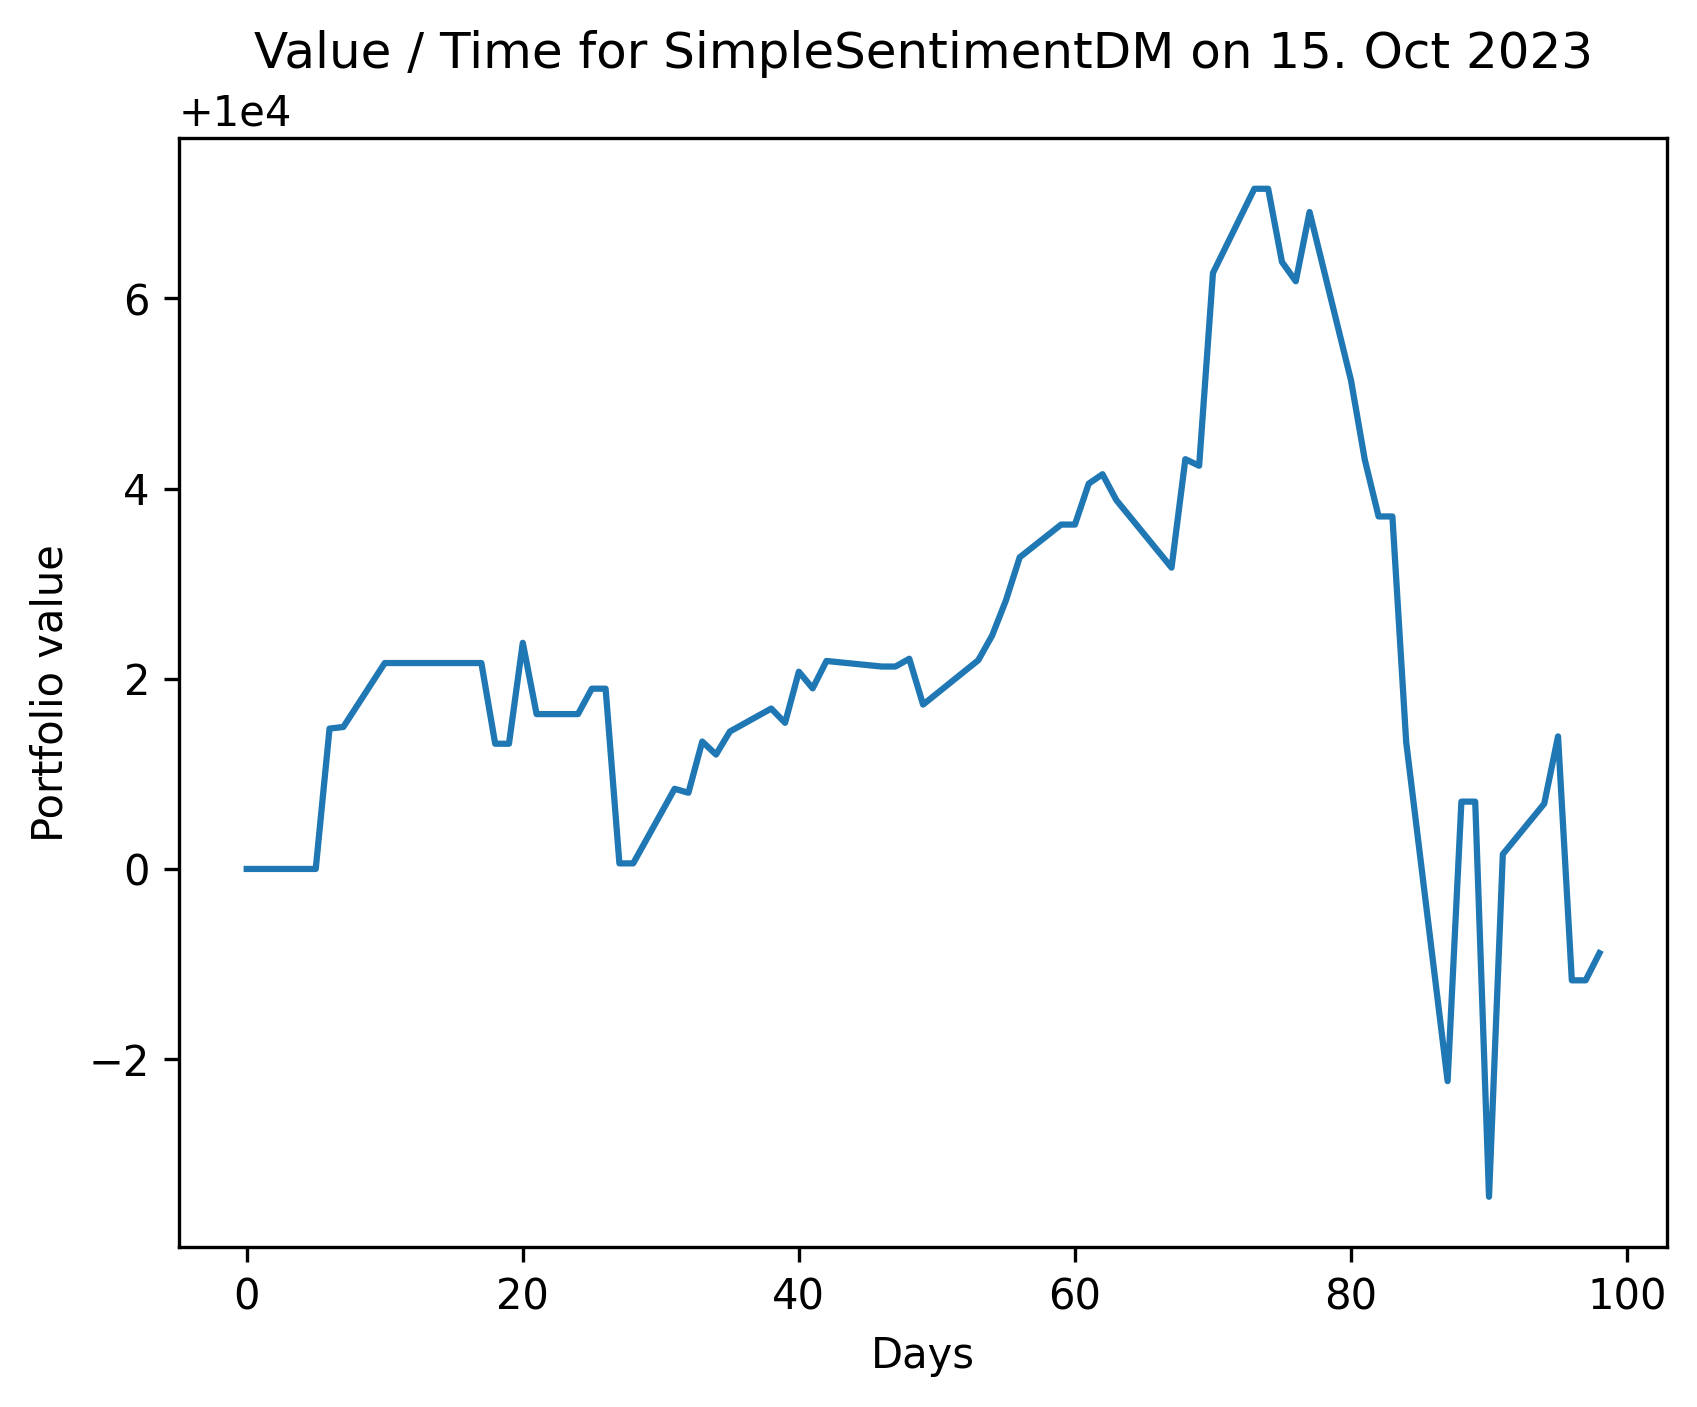 Value / Time for SimpleSentimentDM on 15. Oct 2023
+1e4
6
4
2
0
−2
Portfolio value
0 20 40 60 80 100
Days